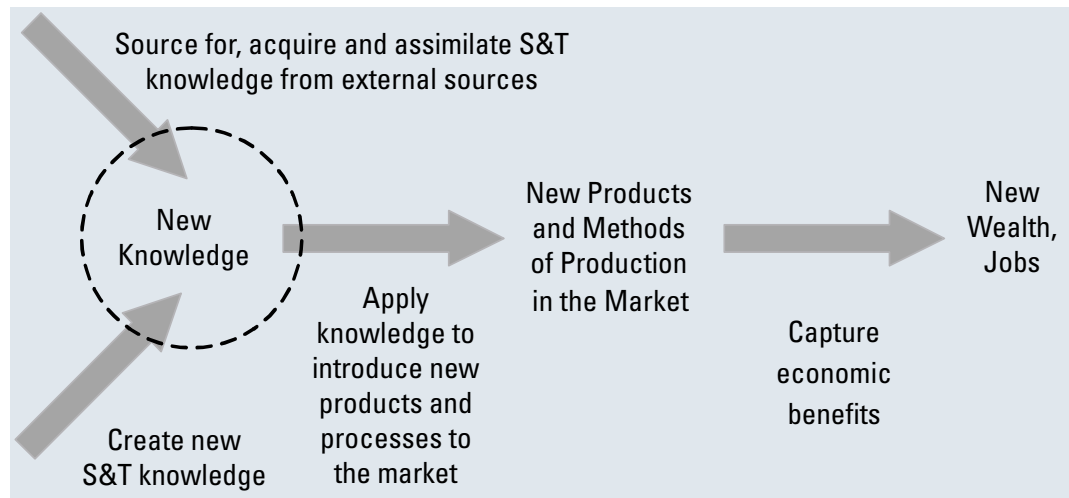 Source for, acquire and assimilate S&T
knowledge from external sources
New
Knowledge
Create new
S&T knowledge
Apply
knowledge to
introduce new
products and
processes to
the market
New Products
and Methods
of Production
in the Market
Capture
economic
benefits
New
Wealth,
Jobs